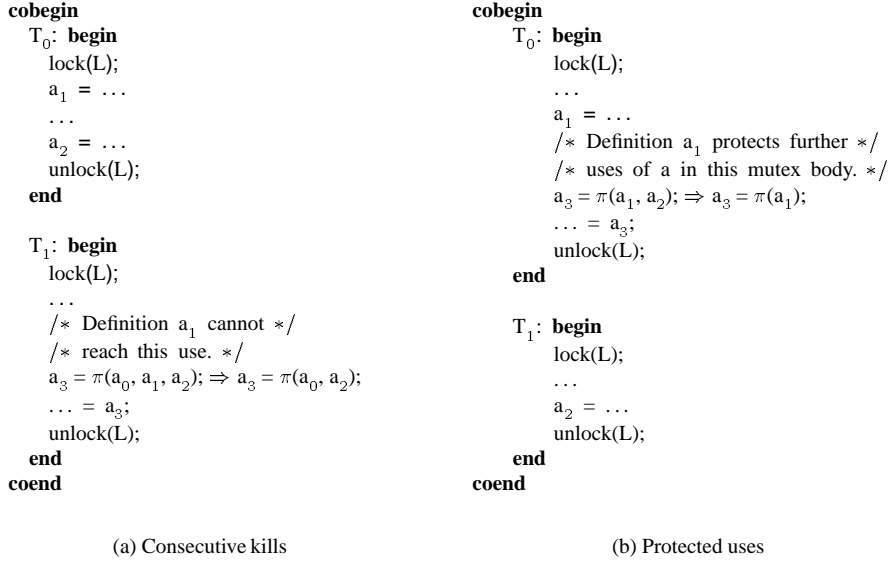 cobegin
T0: begin
lock(L);
a1 = ...
...
a2 = ...
unlock(L);
end
T1: begin
lock(L);
...
/* Definition a1 cannot */
/* reach this use. */
a3 = π(a0, a1, a2); ⇒ a3 = π(a0, a2);
... = a3;
unlock(L);
end
coend
(a) Consecutive kills
cobegin
T0: begin
lock(L);
...
a1 = ...
/* Definition a1 protects further */
/* uses of a in this mutex body. */
a3 = π(a1, a2); ⇒ a3 = π(a1);
... = a3;
unlock(L);
end
T1: begin
lock(L);
...
a2 = ...
unlock(L);
end
coend
(b) Protected uses